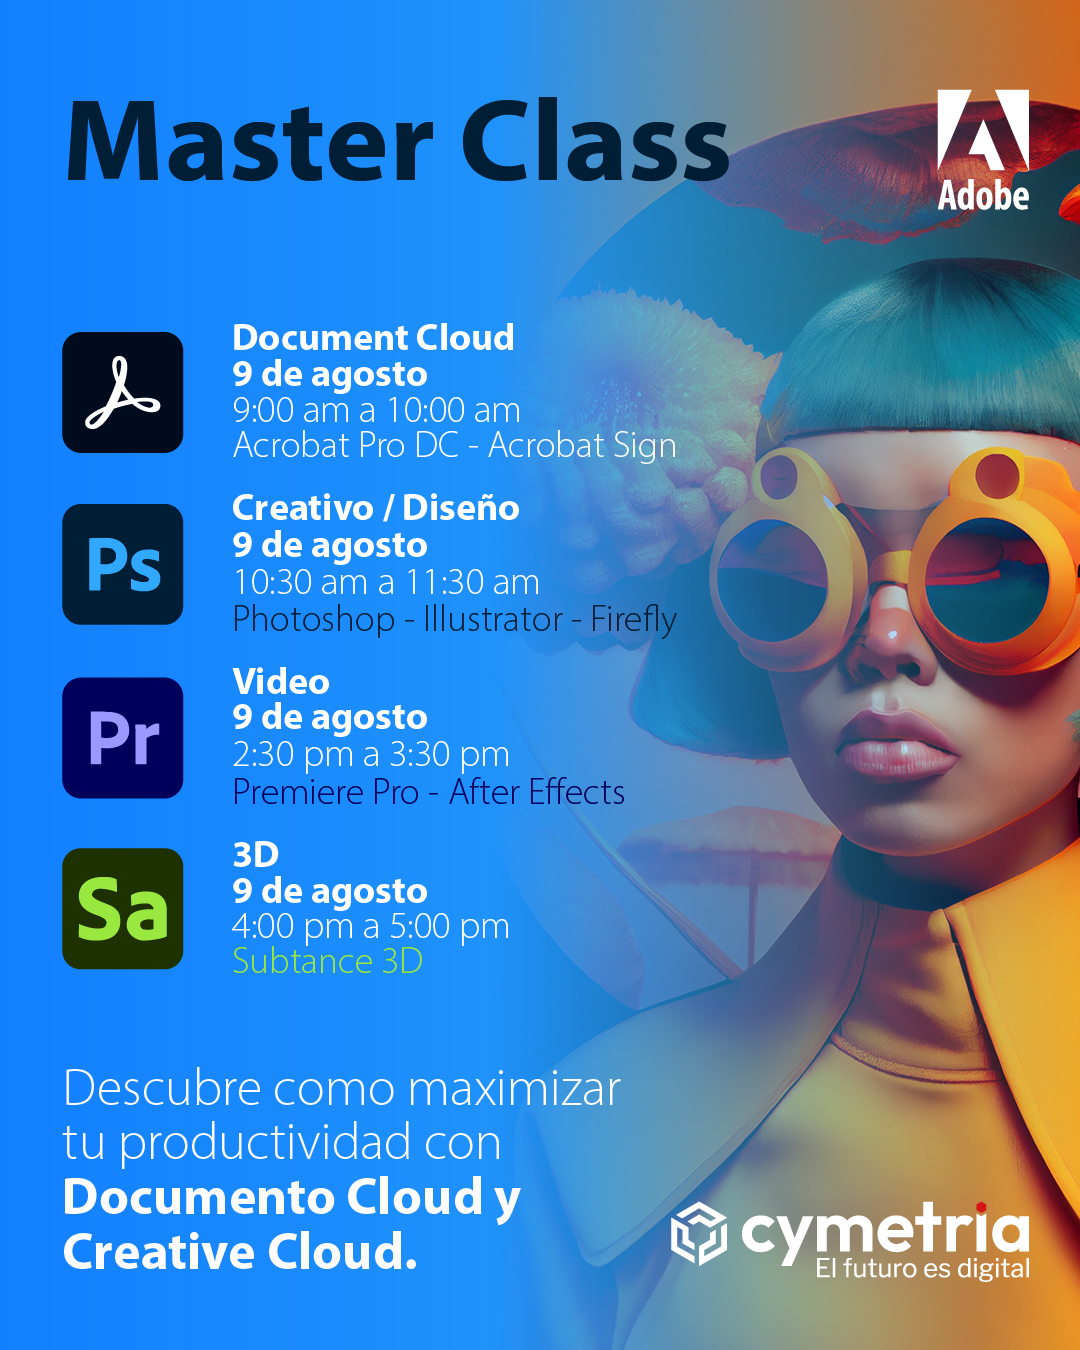 Master Class
Adobe
Document Cloud
9 de agosto
9:00 am a 10:00 am
Acrobat Pro DC - Acrobat Sign
Ps
Creativo / Diseño
9 de agosto
10:30 am a 11:30 am
Photoshop - Illustrator - Firefly
Pr
Video
9 de agosto
2:30 pm a 3:30 pm
Premiere Pro - After Effects
Sa
3D
9 de agosto
4:00 pm a 5:00 pm
Subtance 3D
Descubre como maximizar
tu productividad con
Documento Cloud y
Creative Cloud.
cymetria
El futuro es digital